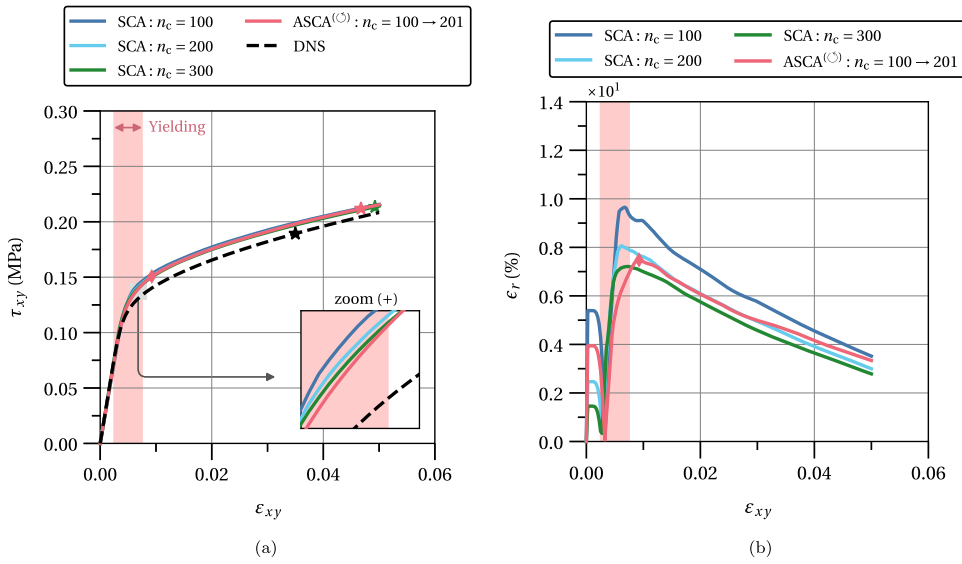 SCA : n_c = 100
SCA : n_c = 200
SCA : n_c = 300
ASCA^(↺) : n_c = 100 → 201
DNS
0.30
0.25
0.20
0.15
0.10
0.05
0.00
τ_xy (MPa)
Yielding
zoom (+)
0.00 0.02 0.04 0.06
ε_xy
(a)
SCA : n_c = 100
SCA : n_c = 200
SCA : n_c = 300
ASCA^(↺) : n_c = 100 → 201
×10¹
1.4
1.2
1.0
0.8
0.6
0.4
0.2
0.0
ϵ_r (%)
0.00 0.02 0.04 0.06
ε_xy
(b)